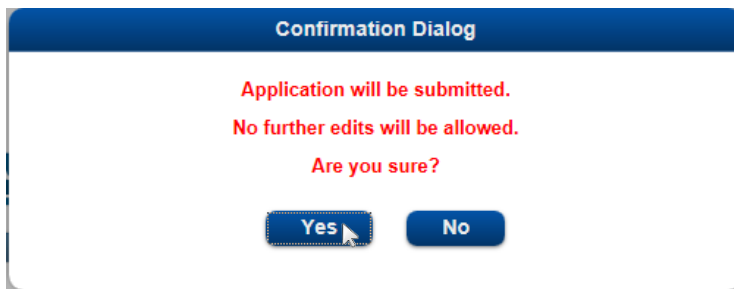 Confirmation Dialog
Application will be submitted.
No further edits will be allowed.
Are you sure?
Yes No